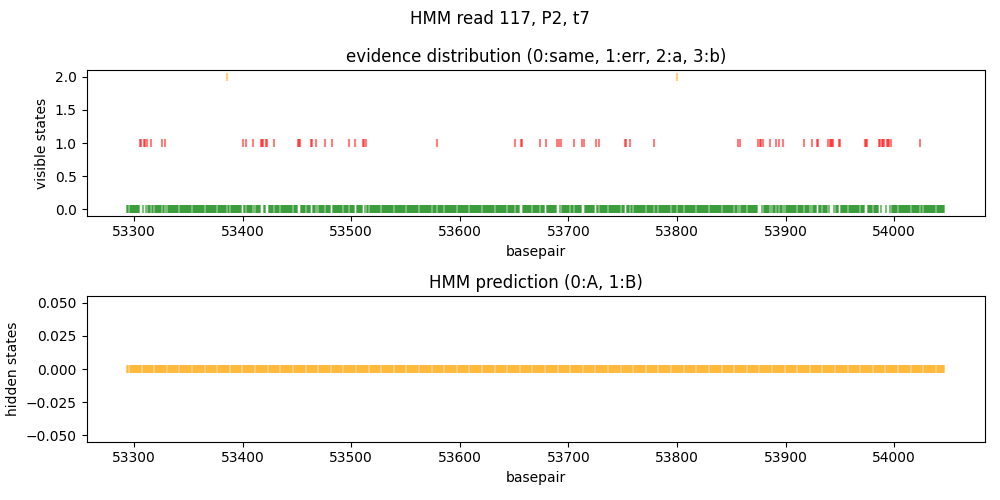 HMM read 117, P2, t7
evidence distribution (0:same, 1:err, 2:a, 3:b)
visible states
2.0
1.5
1.0
0.5
0.0
53300 53400 53500 53600 53700 53800 53900 54000
basepair
HMM prediction (0:A, 1:B)
hidden states
0.050
0.025
0.000
−0.025
−0.050
53300 53400 53500 53600 53700 53800 53900 54000
basepair